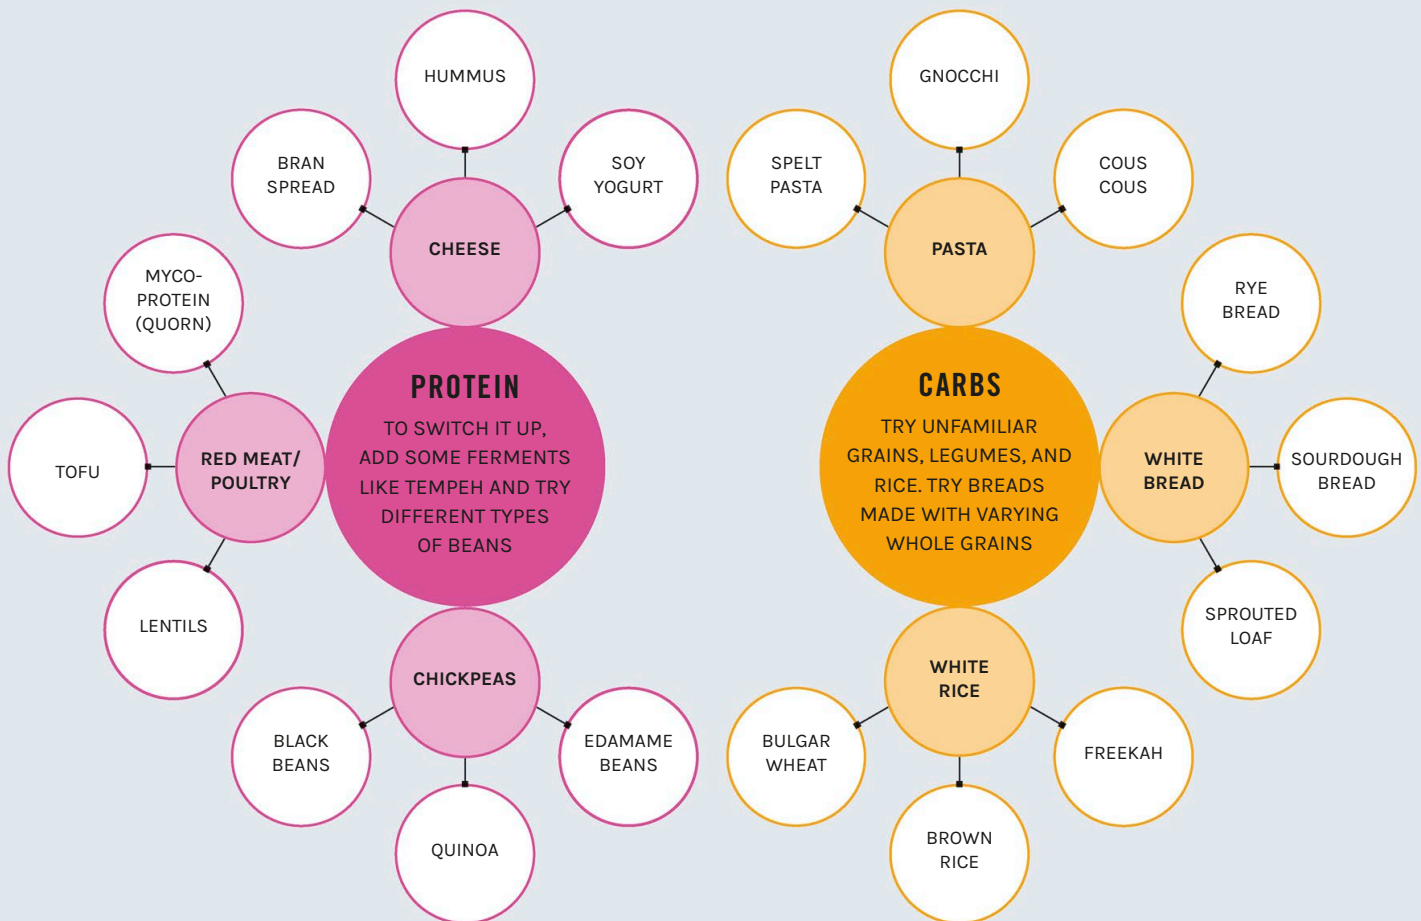 HUMMUS
BRAN
SPREAD
SOY
YOGURT
CHEESE
MYCO-
PROTEIN
(QUORN)
TOFU
RED MEAT/
POULTRY
LENTILS
PROTEIN
TO SWITCH IT UP,
ADD SOME FERMENTS
LIKE TEMPEH AND TRY
DIFFERENT TYPES
OF BEANS
CHICKPEAS
BLACK
BEANS
QUINOA
EDAMAME
BEANS
GNOCCHI
SPELT
PASTA
COUS
COUS
PASTA
CARBS
TRY UNFAMILIAR
GRAINS, LEGUMES, AND
RICE. TRY BREADS
MADE WITH VARYING
WHOLE GRAINS
RYE
BREAD
WHITE
BREAD
SOURDOUGH
BREAD
SPROUTED
LOAF
WHITE
RICE
BULGAR
WHEAT
BROWN
RICE
FREEKAH